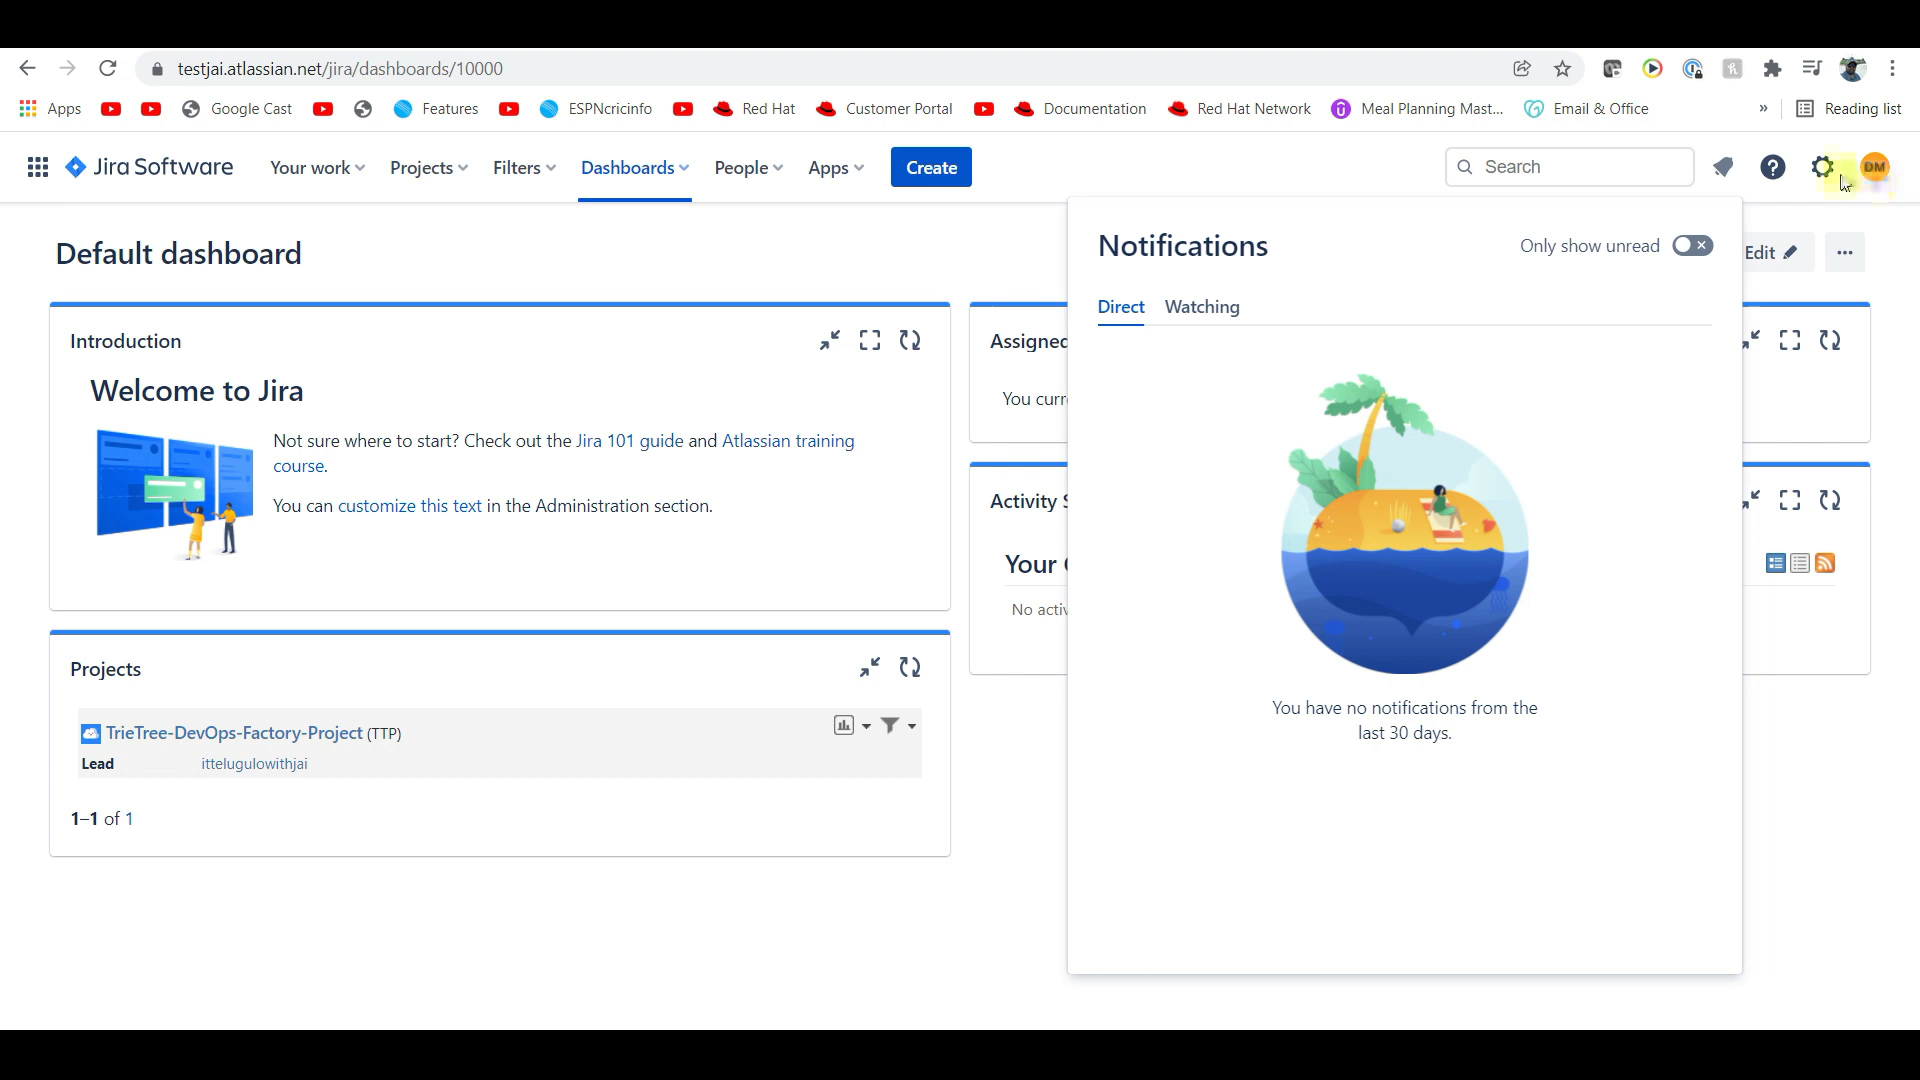 testjai.atlassian.net/jira/dashboards/10000
Apps
Google Cast
Features
ESPNcricinfo
Red Hat
Customer Portal
Documentation
Red Hat Network
Meal Planning Mast...
Email & Office
»
Reading list
Jira Software
Your work
Projects
Filters
Dashboards
People
Apps
Create
Search
DM
Default dashboard
Edit
Introduction
Welcome to Jira
Not sure where to start? Check out the Jira 101 guide and Atlassian training
course.
You can customize this text in the Administration section.
Projects
TrieTree-DevOps-Factory-Project (TTP)
Lead ittelugulowithjai
1–1 of 1
Assigned
You curr
Activity S
Your
No activ
Notifications
Only show unread
Direct
Watching
You have no notifications from the
last 30 days.